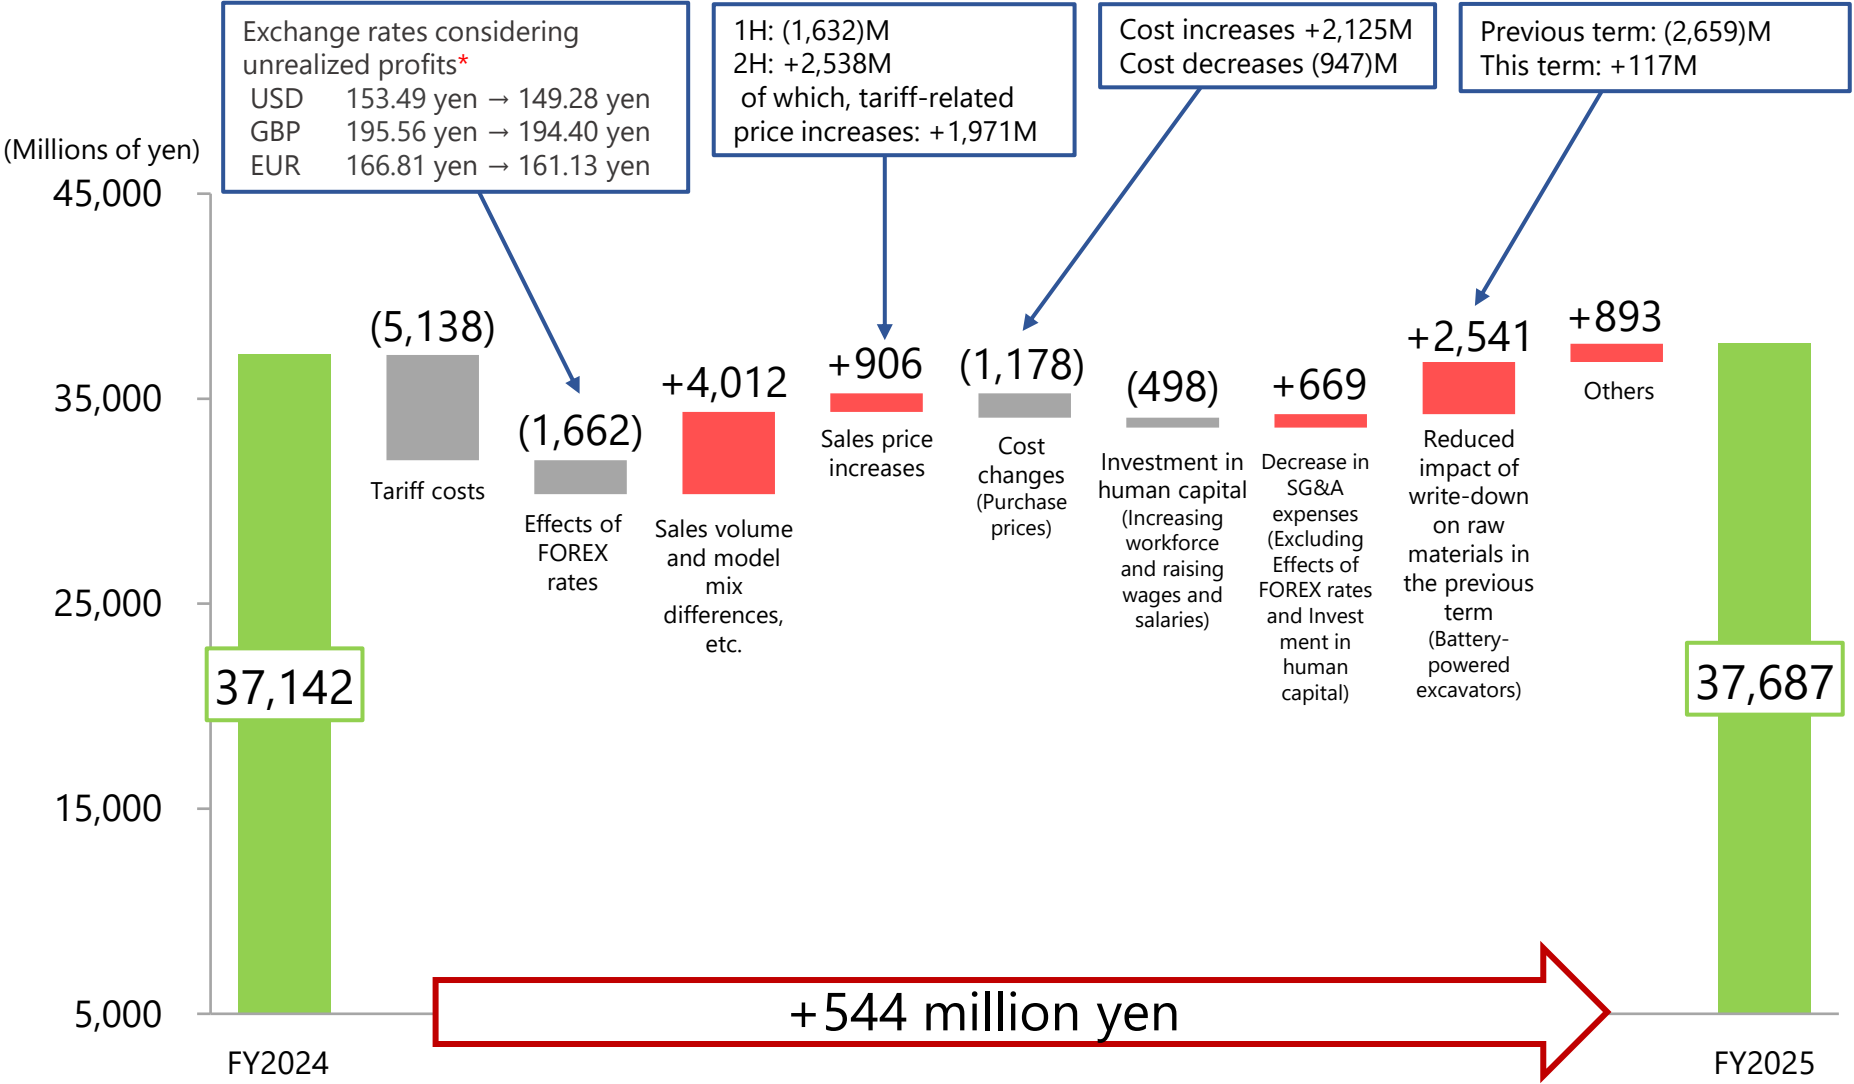 Exchange rates considering
unrealized profits*
USD 153.49 yen → 149.28 yen
GBP 195.56 yen → 194.40 yen
EUR 166.81 yen → 161.13 yen
1H: (1,632)M
2H: +2,538M
of which, tariff-related
price increases: +1,971M
Cost increases +2,125M
Cost decreases (947)M
Previous term: (2,659)M
This term: +117M
(Millions of yen)
45,000
35,000
25,000
15,000
5,000
37,142
FY2024
(5,138)
Tariff costs
(1,662)
Effects of
FOREX
rates
+4,012
Sales volume
and model
mix
differences,
etc.
+906
Sales price
increases
(1,178)
Cost
changes
(Purchase
prices)
(498)
Investment in
human capital
(Increasing
workforce
and raising
wages and
salaries)
+669
Decrease in
SG&A
expenses
(Excluding
Effects of
FOREX rates
and Invest
ment in
human
capital)
+2,541
Reduced
impact of
write-down
on raw
materials in
the previous
term
(Battery-
powered
excavators)
+893
Others
37,687
FY2025
+544 million yen